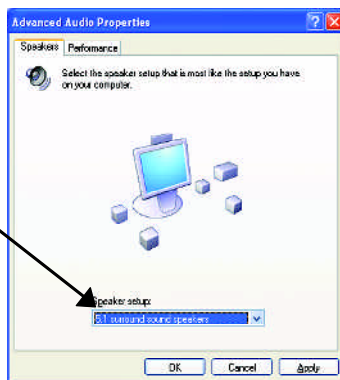 Advanced Audio Properties
Speakers Performance
Select the speaker setup that is most like the setup you have
on your computer.
Speaker setup:
5.1 surround sound speakers
OK Cancel Apply